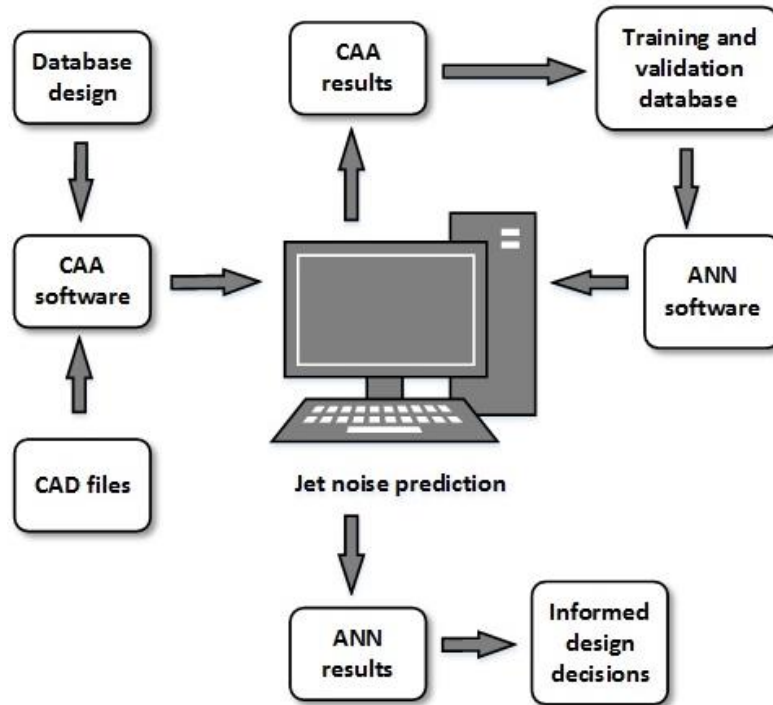 Database
design
CAA
results
Training and
validation
database
CAA
software
ANN
software
CAD files
Jet noise prediction
ANN
results
Informed
design
decisions